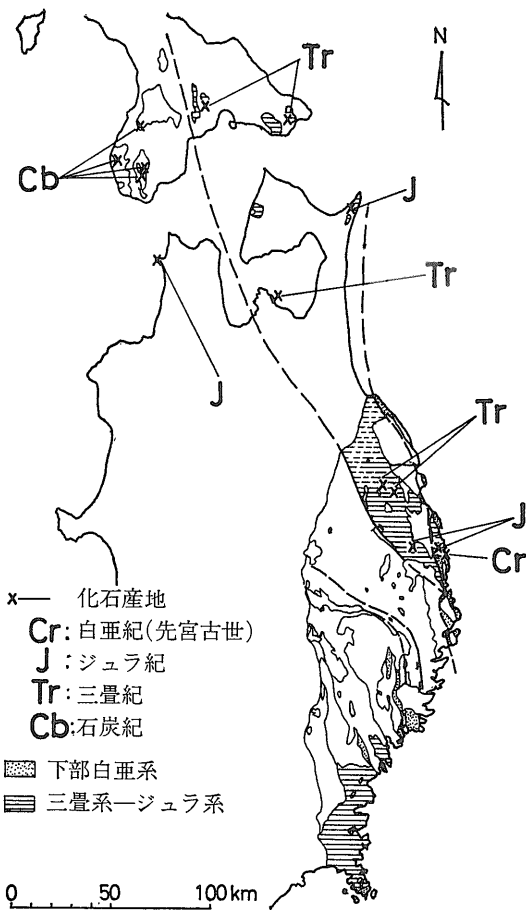 N
Tr
Cb
J
Tr
J
Tr
J
Cr
x— 化石産地
Cr: 白亜紀(先宮古世)
J: ジュラ紀
Tr: 三畳紀
Cb: 石炭紀
下部白亜系
三畳系—ジュラ系
0 50 100km